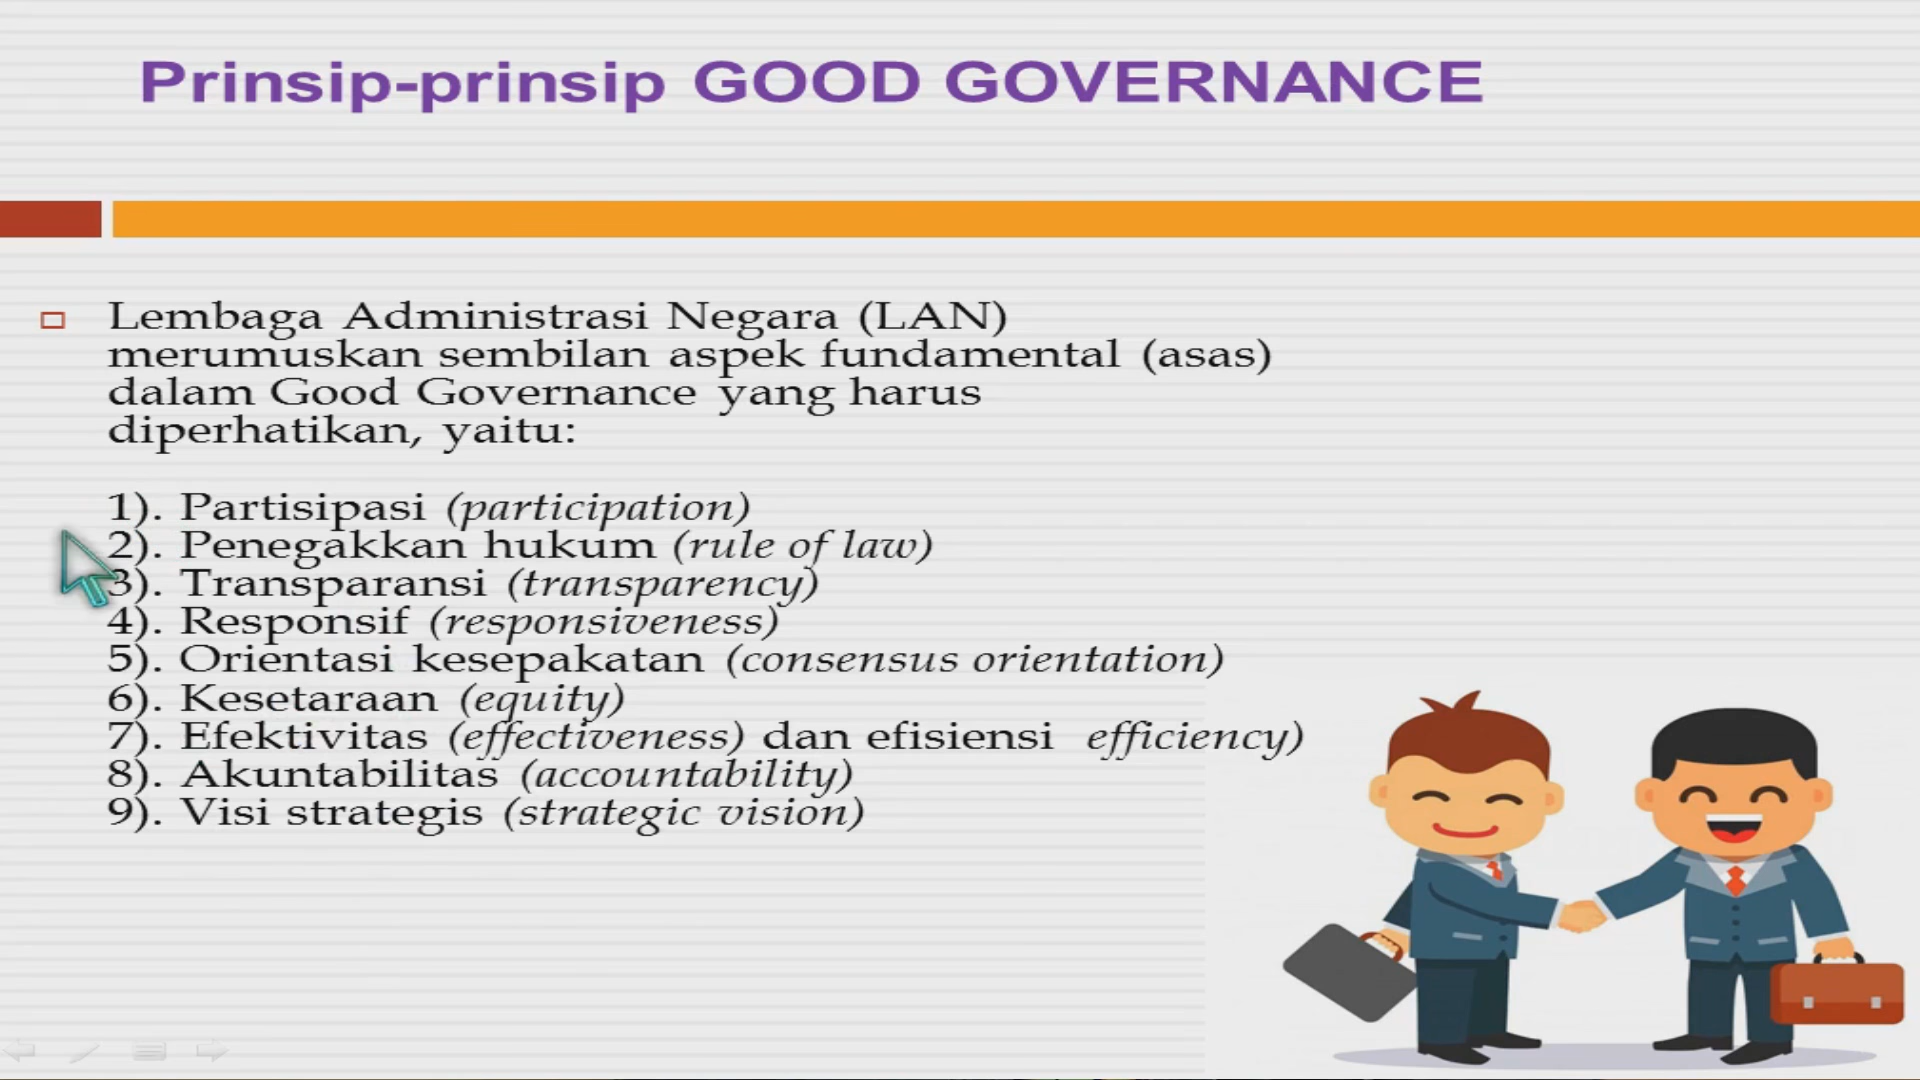 Prinsip-prinsip GOOD GOVERNANCE
Lembaga Administrasi Negara (LAN)
merumuskan sembilan aspek fundamental (asas)
dalam Good Governance yang harus
diperhatikan, yaitu:
1). Partisipasi (participation)
2). Penegakkan hukum (rule of law)
3). Transparansi (transparency)
4). Responsif (responsiveness)
5). Orientasi kesepakatan (consensus orientation)
6). Kesetaraan (equity)
7). Efektivitas (effectiveness) dan efisiensi efficiency)
8). Akuntabilitas (accountability)
9). Visi strategis (strategic vision)